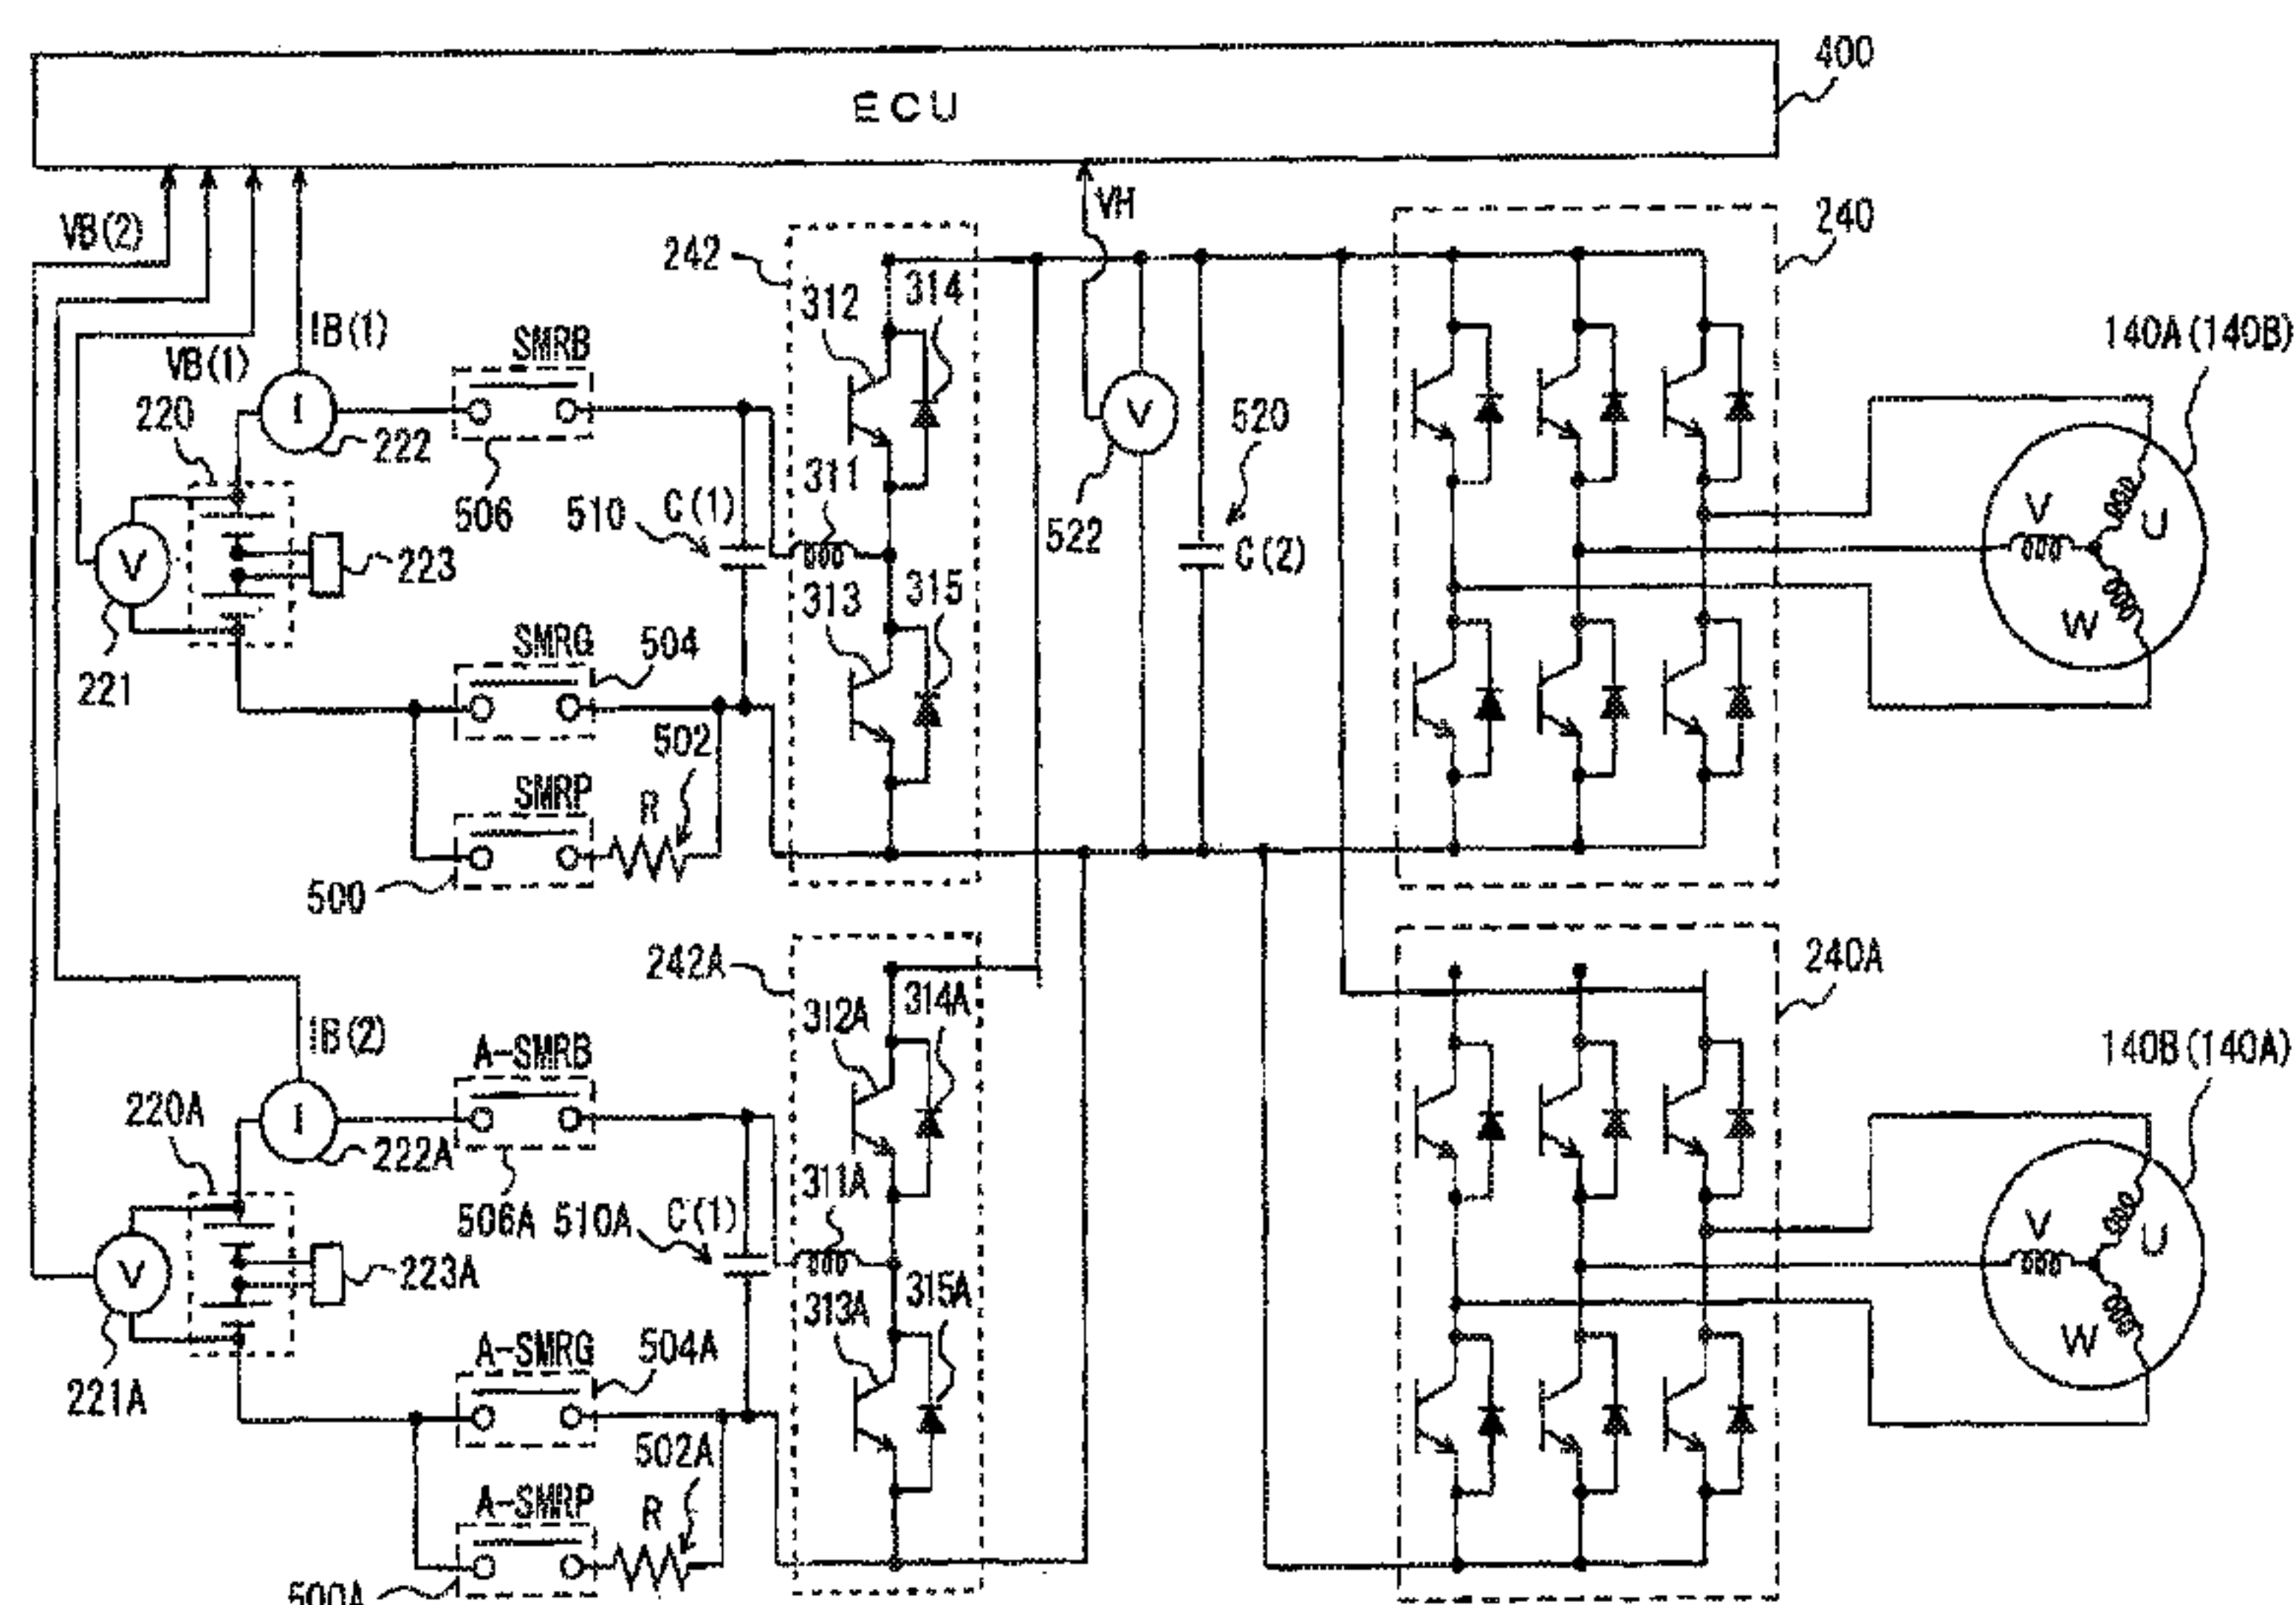 400
ECU
VB(2)
VH
240
242
314
312
IB(1)
SMRB
VB(1)
140A(140B)
220
I
222
V
520
311
506
510
C(1)
522
C(2)
V
U
V
223
313
315
W
SMRG
504
221
502
SMRP
R
500
242A
240A
314A
312A
IB(2)
A-SMRB
140B(140A)
220A
I
222A
311A
506A
510A
C(1)
V
U
V
223A
315A
313A
W
A-SMRG
504A
221A
502A
A-SMRP
R
500A